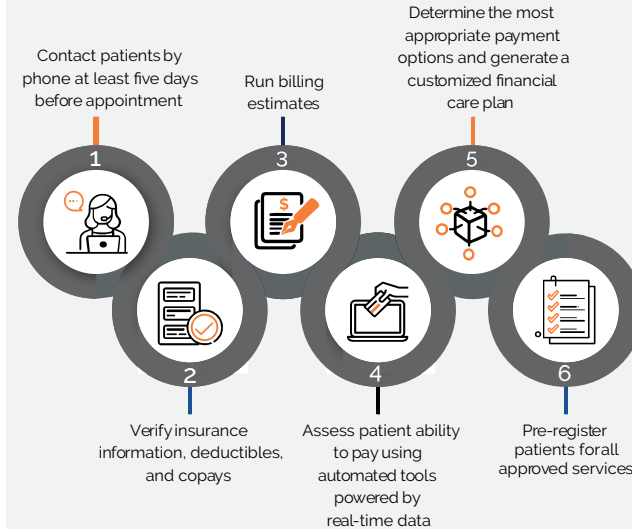 Contact patients by
phone at least five days
before appointment
1
Verify insurance
information, deductibles,
and copays
2
Run billing
estimates
3
$
Assess patient ability
to pay using
automated tools
powered by
real-time data
4
Determine the most
appropriate payment
options and generate a
customized financial
care plan
5
Pre-register
patients forall
approved services
6